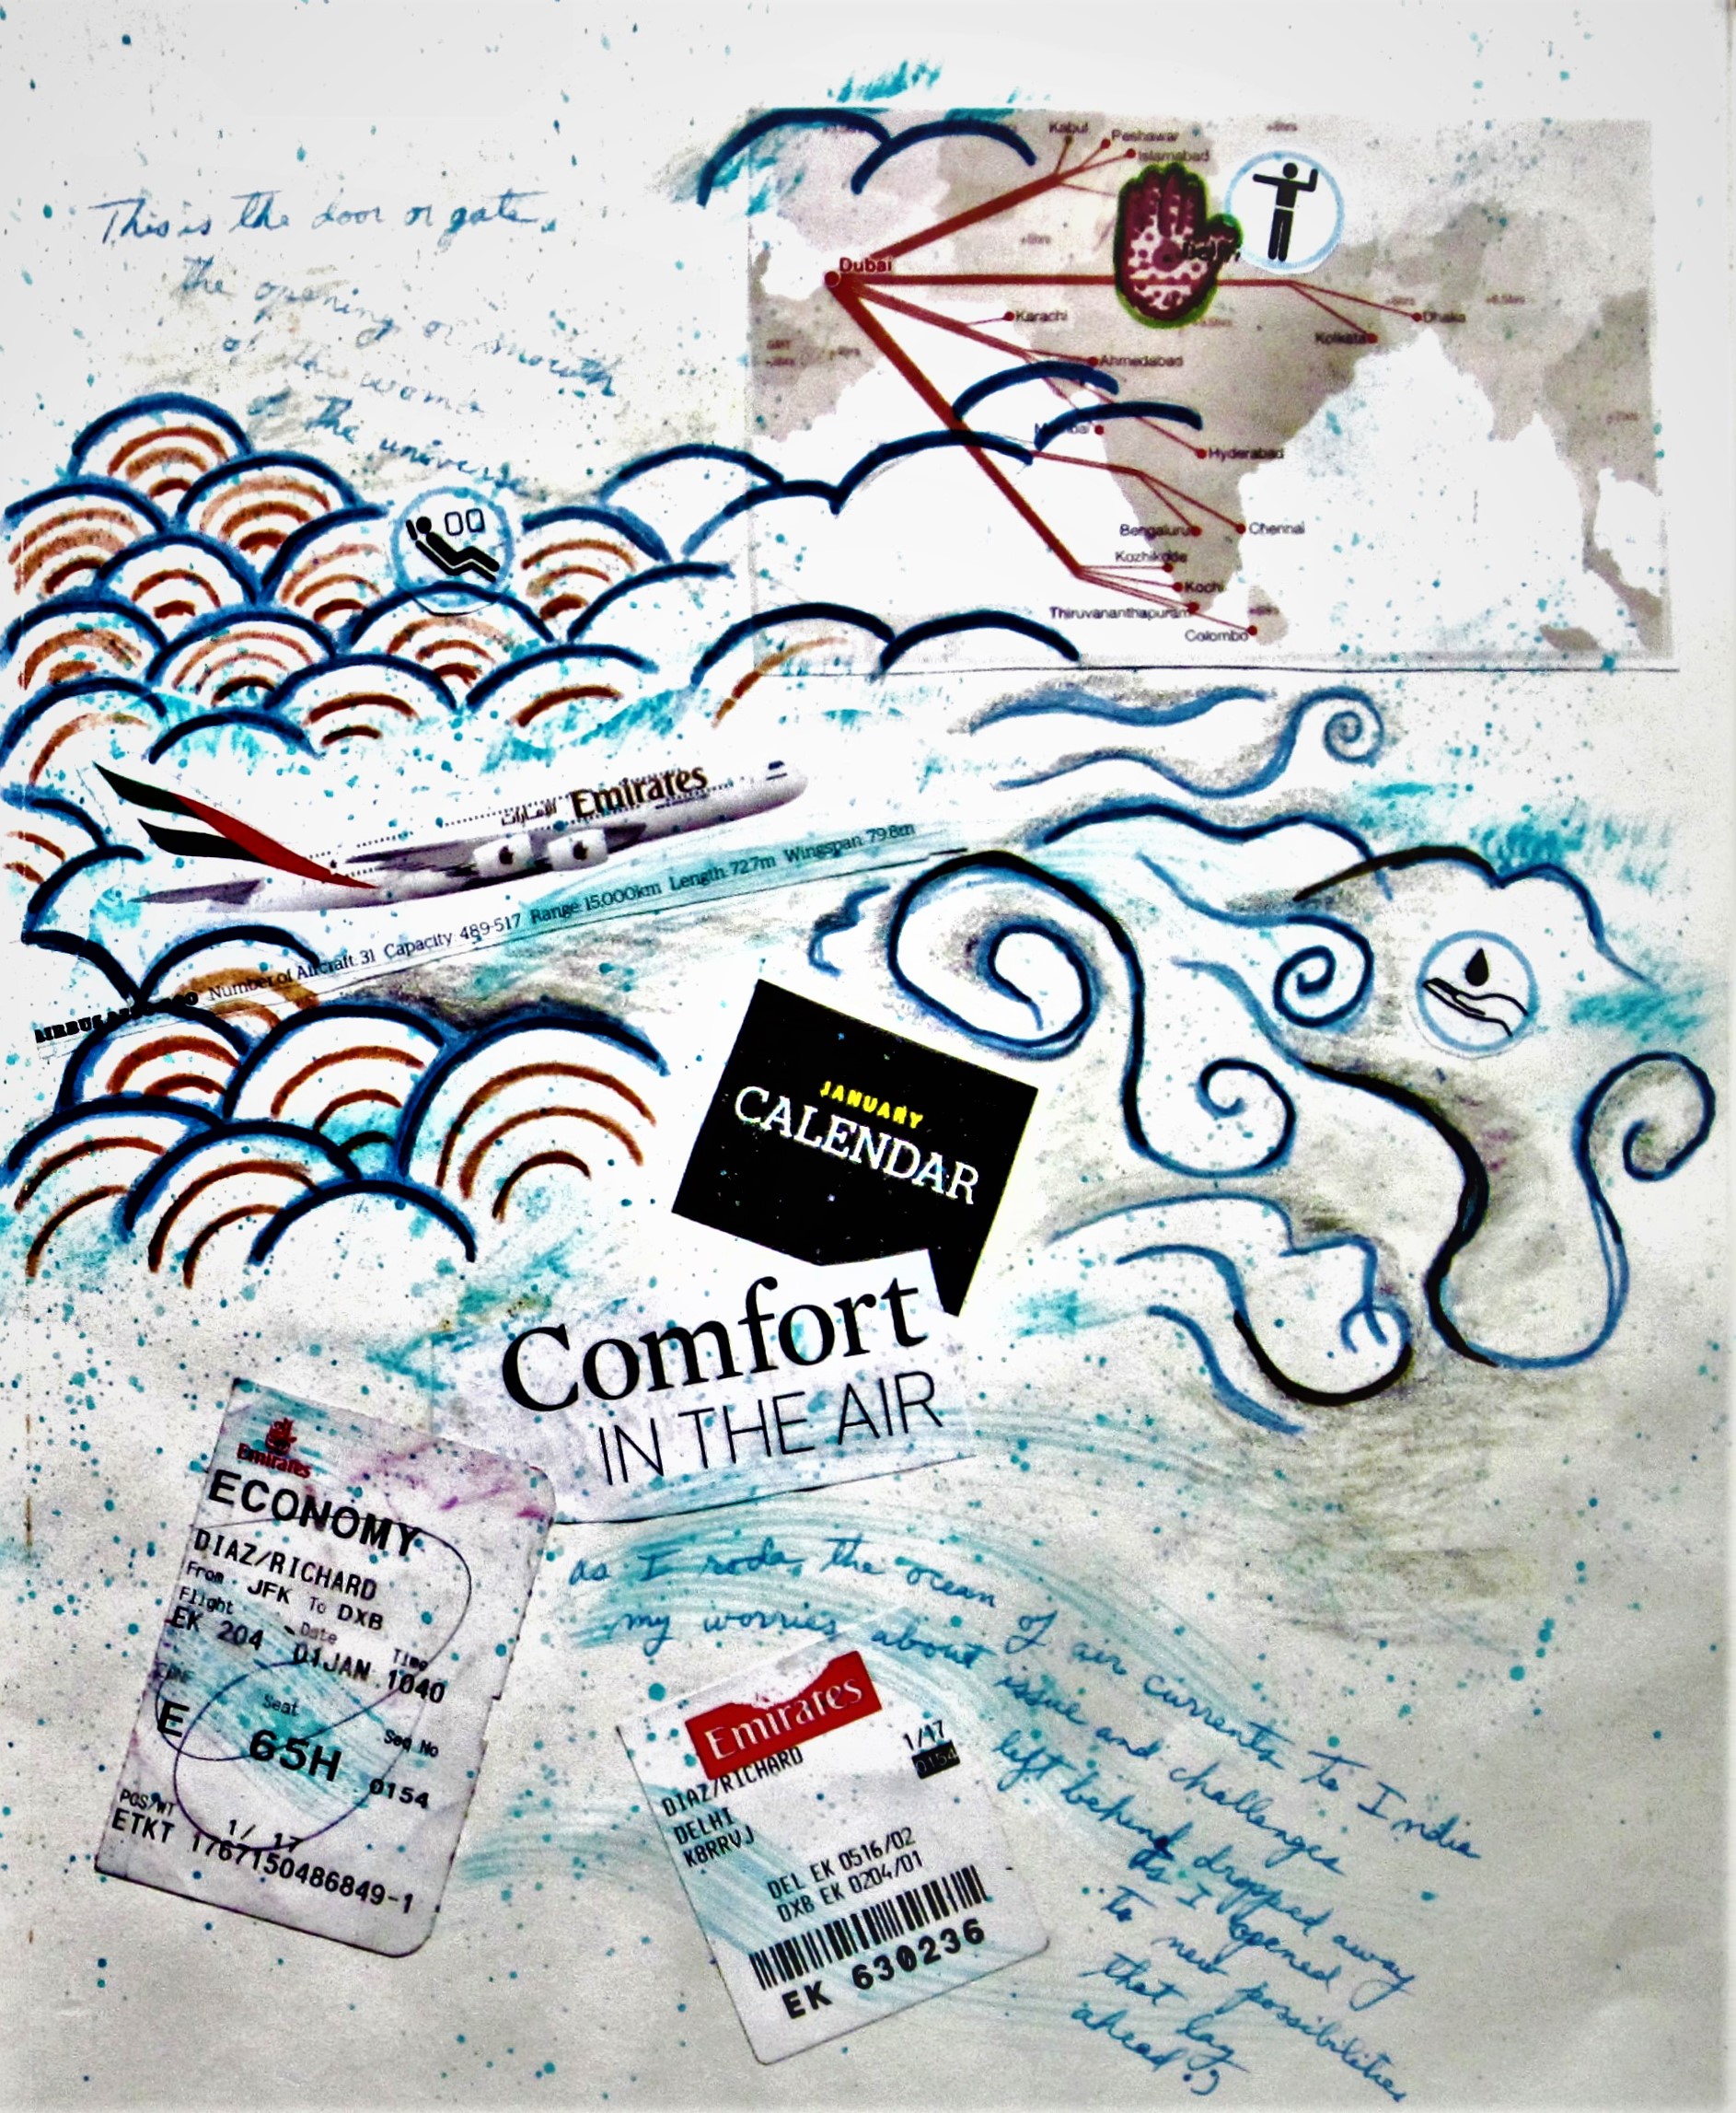 This is the door or gate,
the opening or mouth
of the womb
of the universe
Kabul
Peshawar
Islamabad
+5hrs
Dubai
Delhi
Karachi
Dhaka
Kolkata
GMT
Ahmedabad
Hyderabad
Bengaluru
Chennai
Kozhikode
Kochi
Thiruvananthapuram
Colombo
Emirates
الإمارات
AIRBUS Number of Aircraft: 31 Capacity: 489-517 Range: 15,000km Length: 72.7m Wingspan: 79.8m
JANUARY
CALENDAR
Comfort
IN THE AIR
Emirates
ECONOMY
DIAZ/RICHARD
From JFK To DXB
Flight Date Time
EK 204 01JAN 1040
Seat Seq No
E 65H 0154
PCS/WT
1/ 17
ETKT 1767150486849-1
as I rode the ocean of air currents to India
my worries about issue and challenges
left behind dropped away
as I opened
to new possibilities
that lay
ahead
Emirates
DIAZ/RICHARD 1/17
0154
DELHI
K8RRVJ
DEL EK 0516/02
DXB EK 0204/01
EK 630236